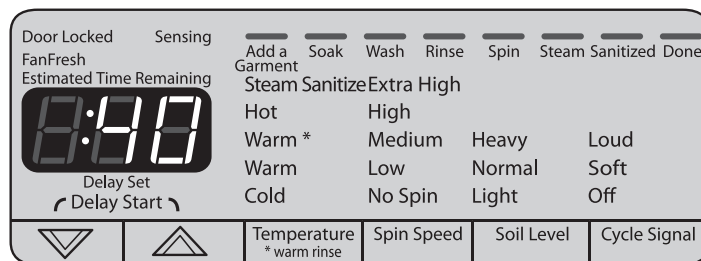 Door Locked Sensing
FanFresh
Estimated Time Remaining
:40
Delay Set
Delay Start
Add a Garment Soak Wash Rinse Spin Steam Sanitized Done
Steam Sanitize Extra High
Hot High
Warm * Medium Heavy Loud
Warm Low Normal Soft
Cold No Spin Light Off
Temperature Spin Speed Soil Level Cycle Signal
* warm rinse